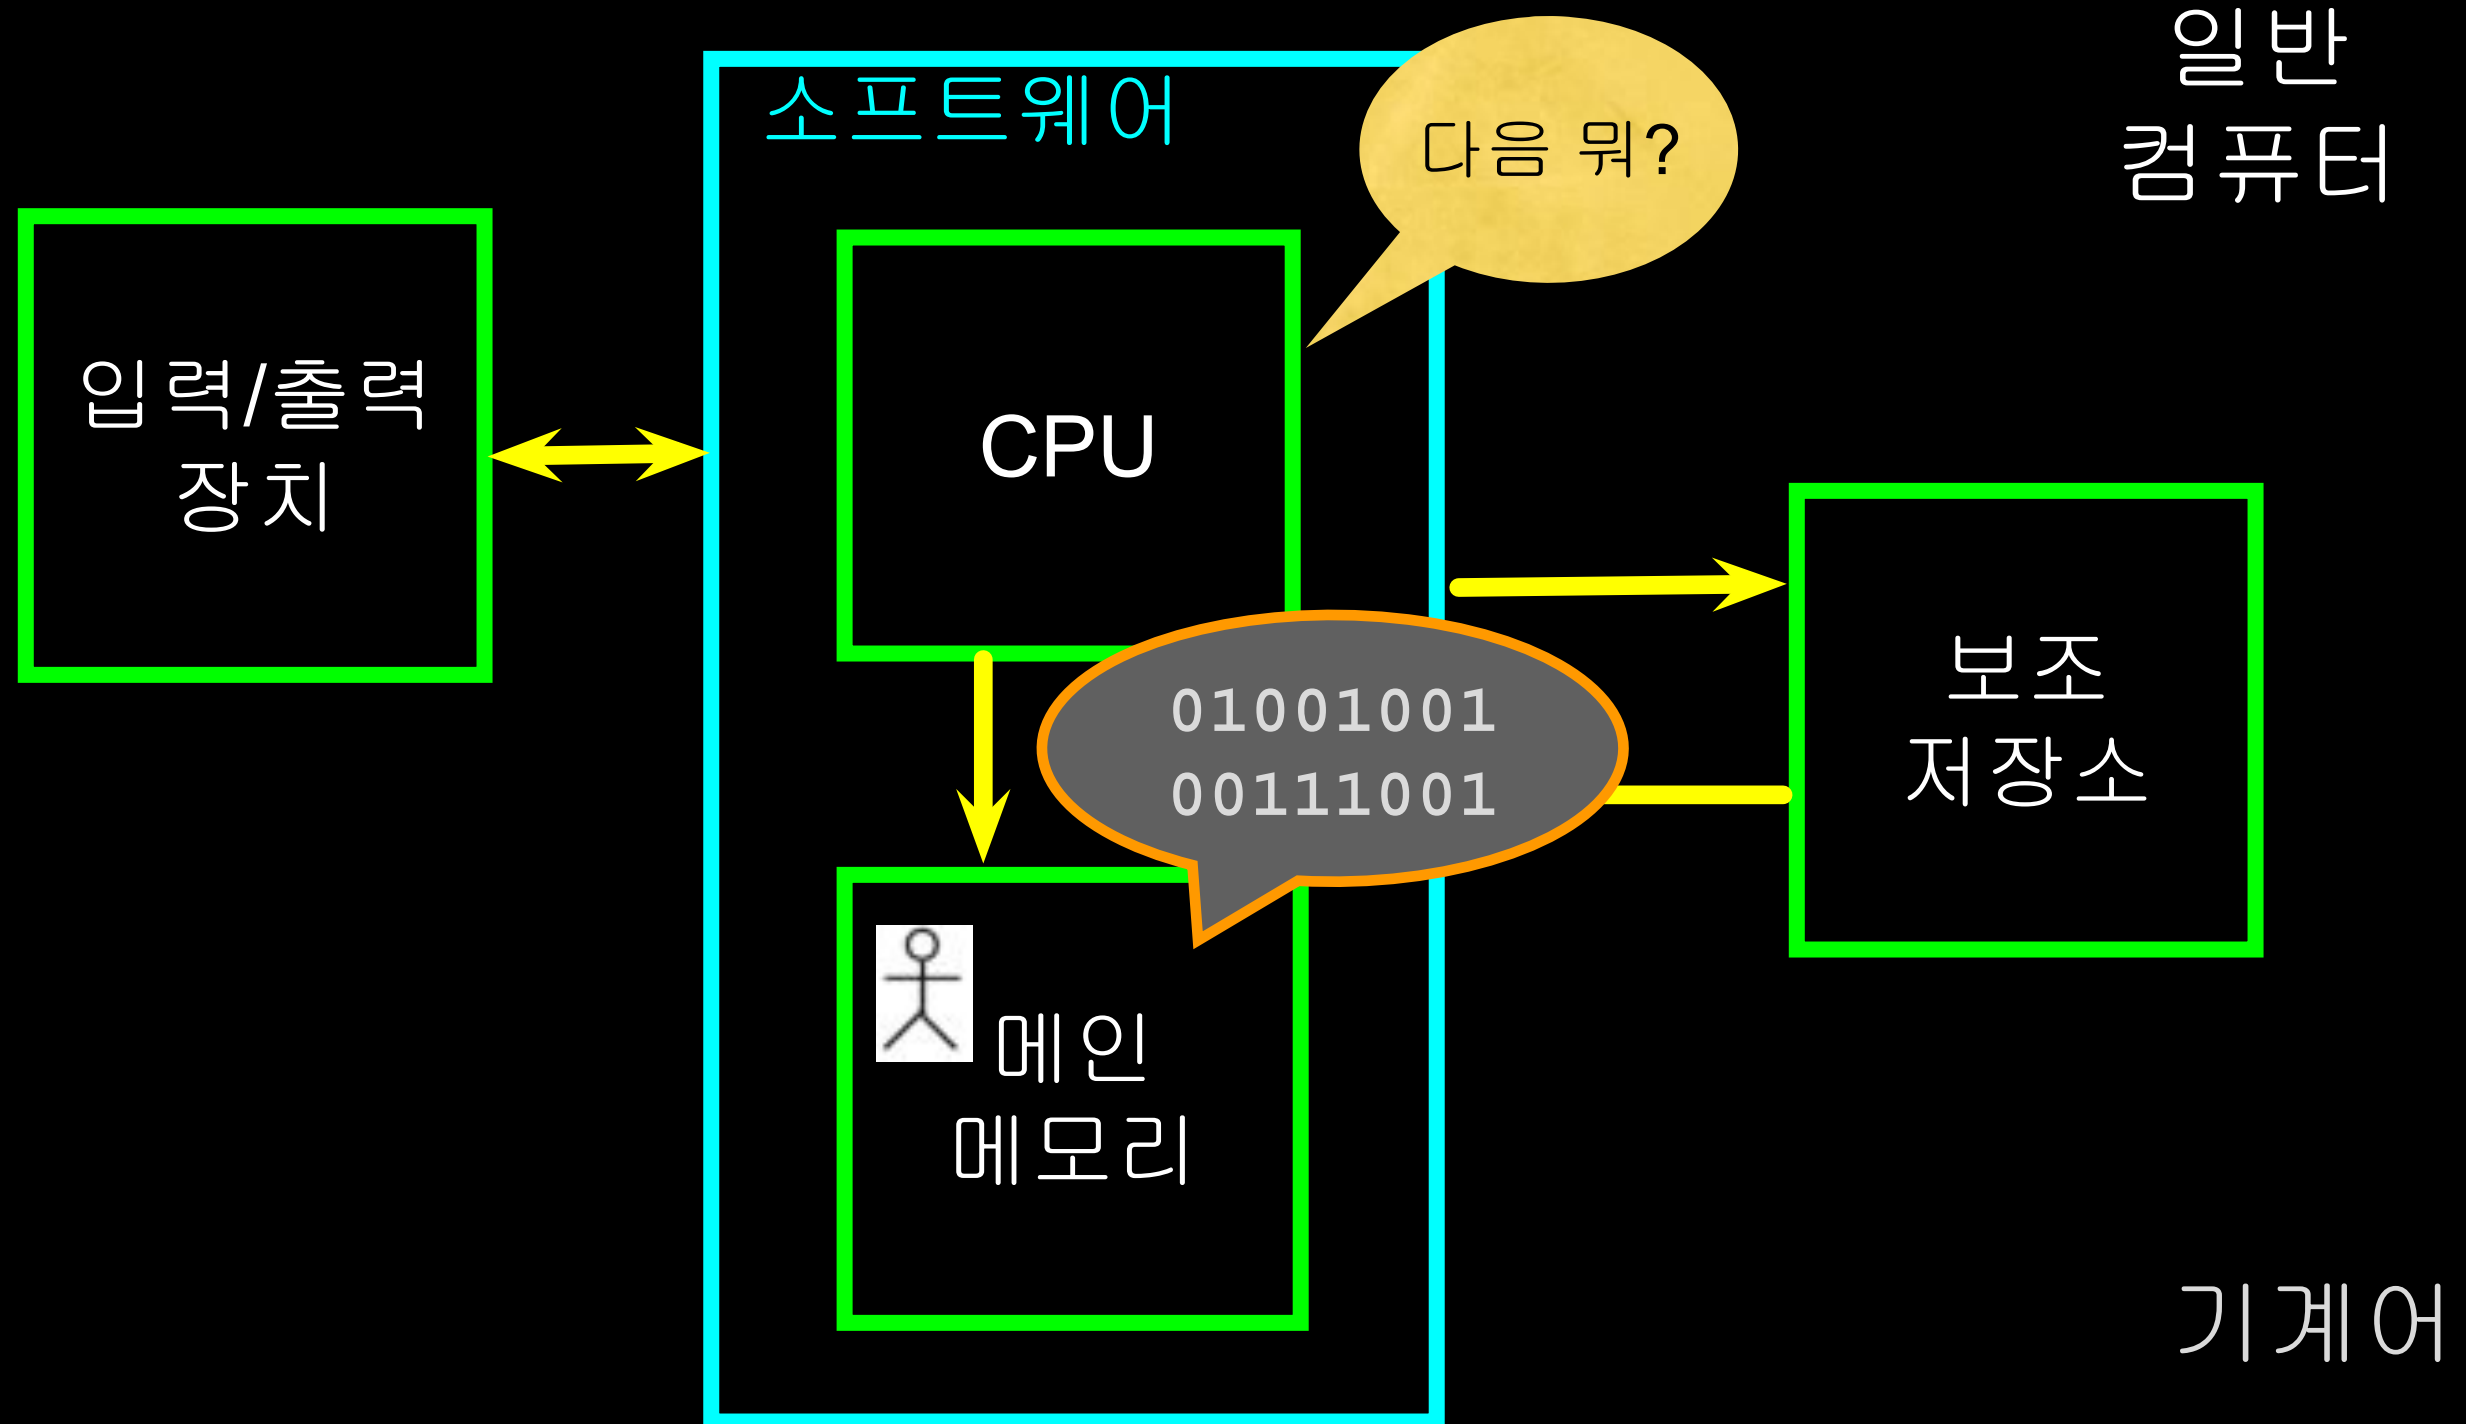 일반
컴퓨터
소프트웨어
다음 뭐?
입력/출력
장치
CPU
01001001
00111001
보조
저장소
메인
메모리
기계어